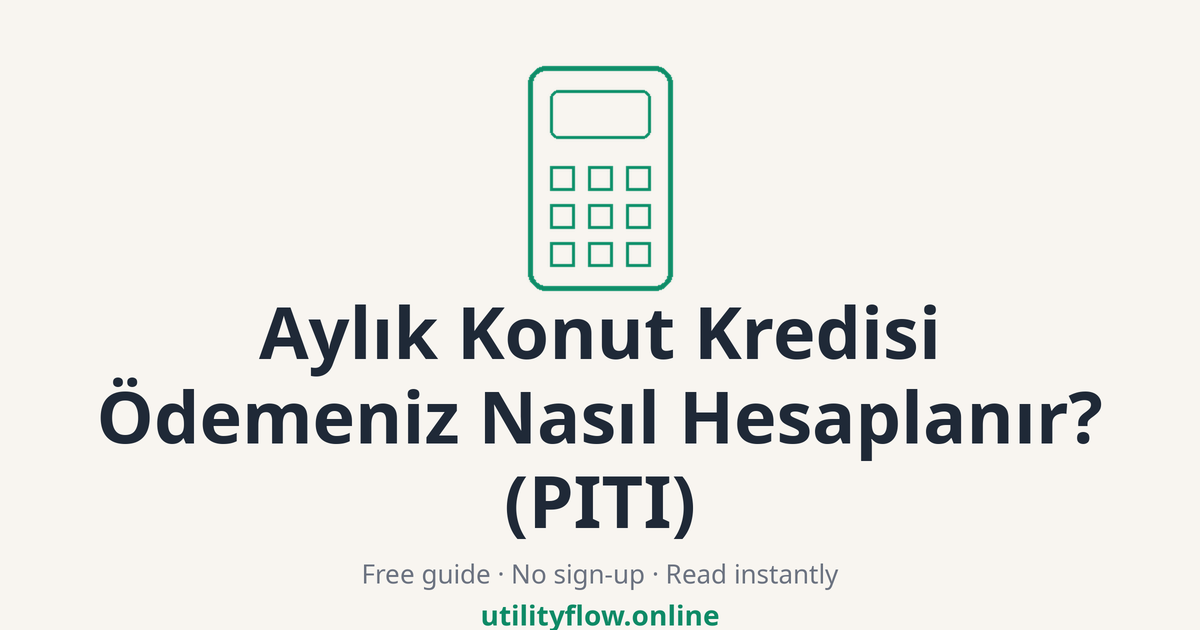 Aylık Konut Kredisi
Ödemeniz Nasıl Hesaplanır?
(PITI)
Free guide · No sign-up · Read instantly
utilityflow.online